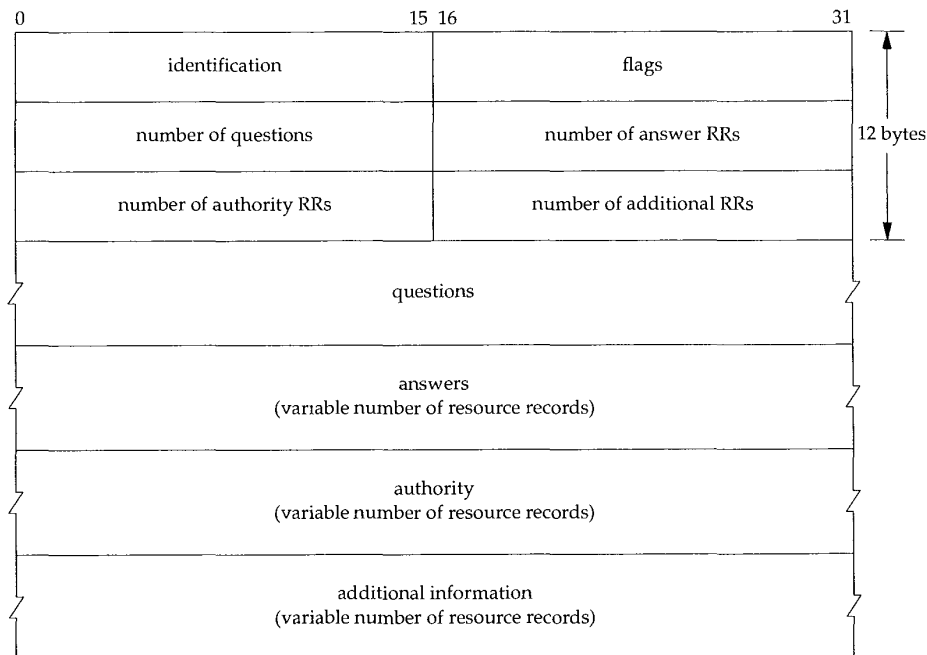 0 15 16 31
identification flags
number of questions number of answer RRs 12 bytes
number of authority RRs number of additional RRs
questions
answers
(variable number of resource records)
authority
(variable number of resource records)
additional information
(variable number of resource records)